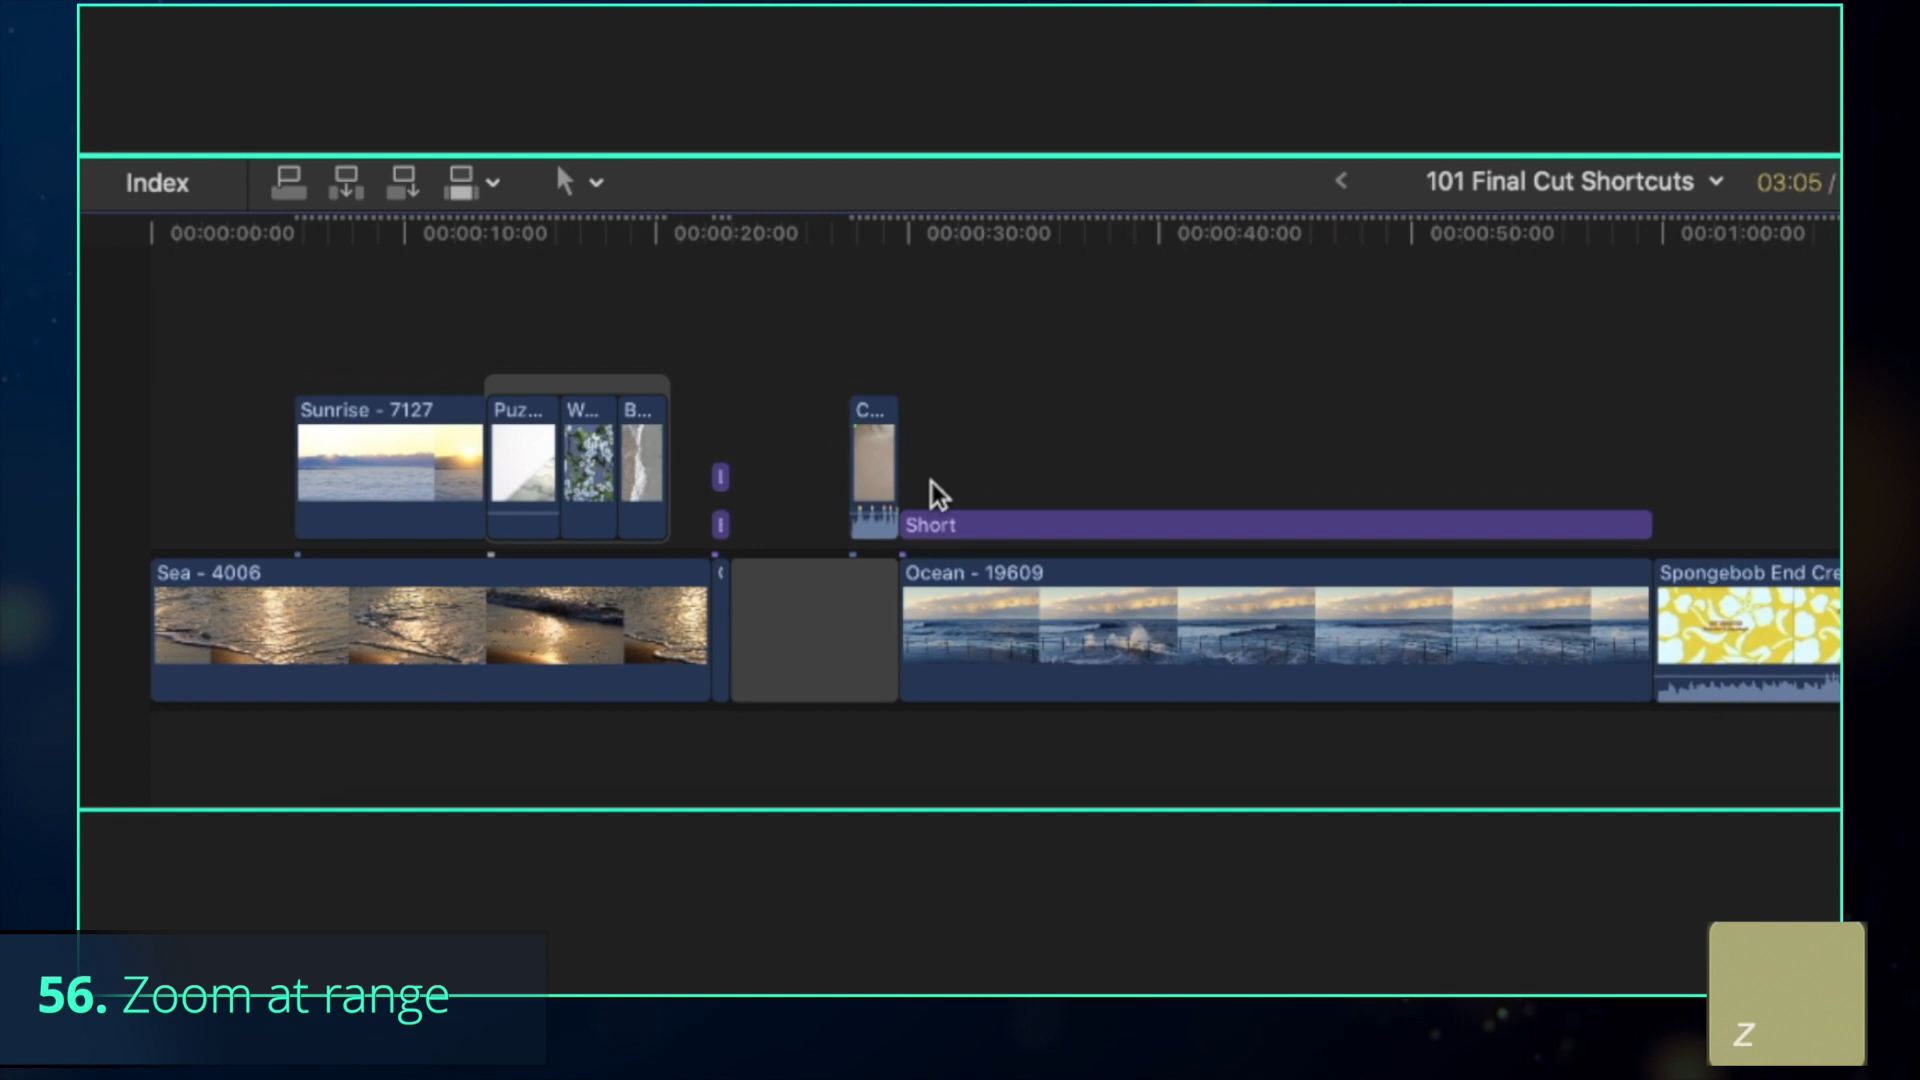 Index
101 Final Cut Shortcuts
03:05 /
00:00:00:00
00:00:10:00
00:00:20:00
00:00:30:00
00:00:40:00
00:00:50:00
00:01:00:00
Sunrise - 7127
Puz...
W...
B...
C...
Short
Sea - 4006
Ocean - 19609
Spongebob End Cre
56. Zoom at range
Z